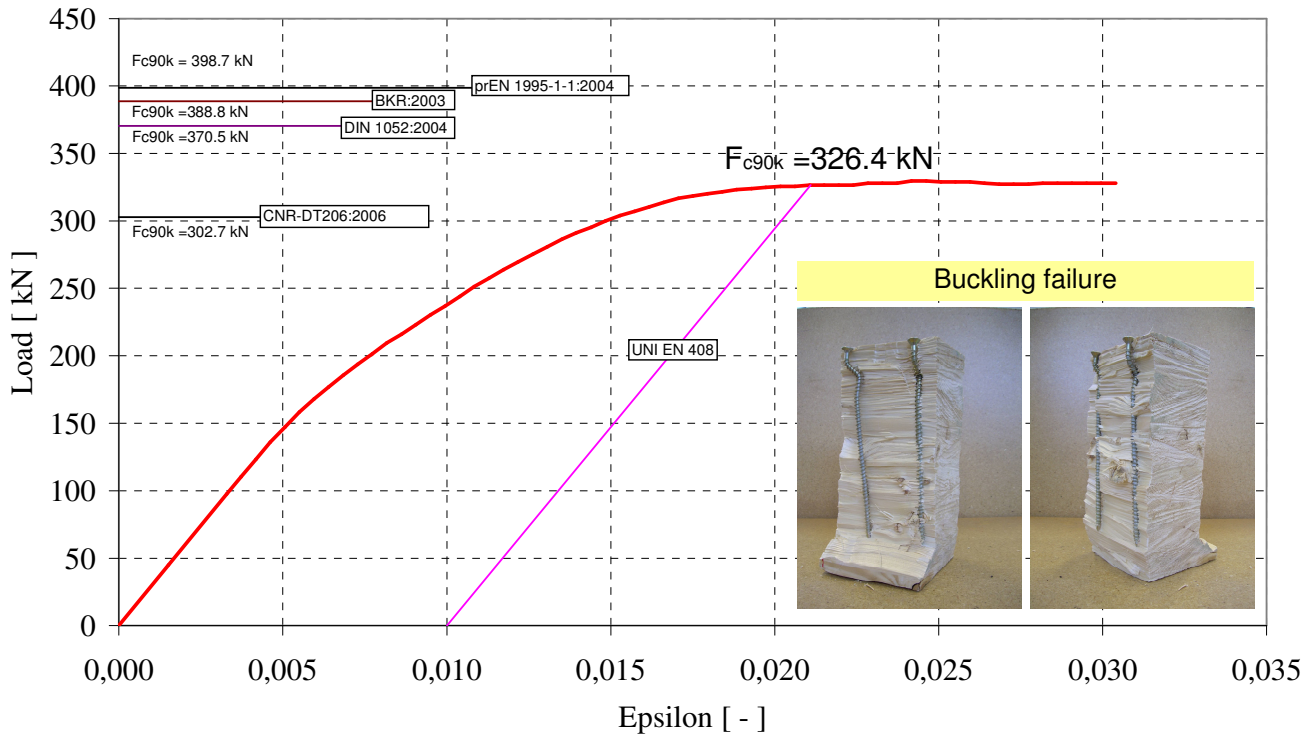 450
400
350
300
250
200
150
100
50
0
Load [ kN ]
Fc90k = 398.7 kN
prEN 1995-1-1:2004
BKR:2003
Fc90k =388.8 kN
DIN 1052:2004
Fc90k =370.5 kN
Fc90k =326.4 kN
CNR-DT206:2006
Fc90k =302.7 kN
Buckling failure
UNI EN 408
0,000 0,005 0,010 0,015 0,020 0,025 0,030 0,035
Epsilon [ - ]